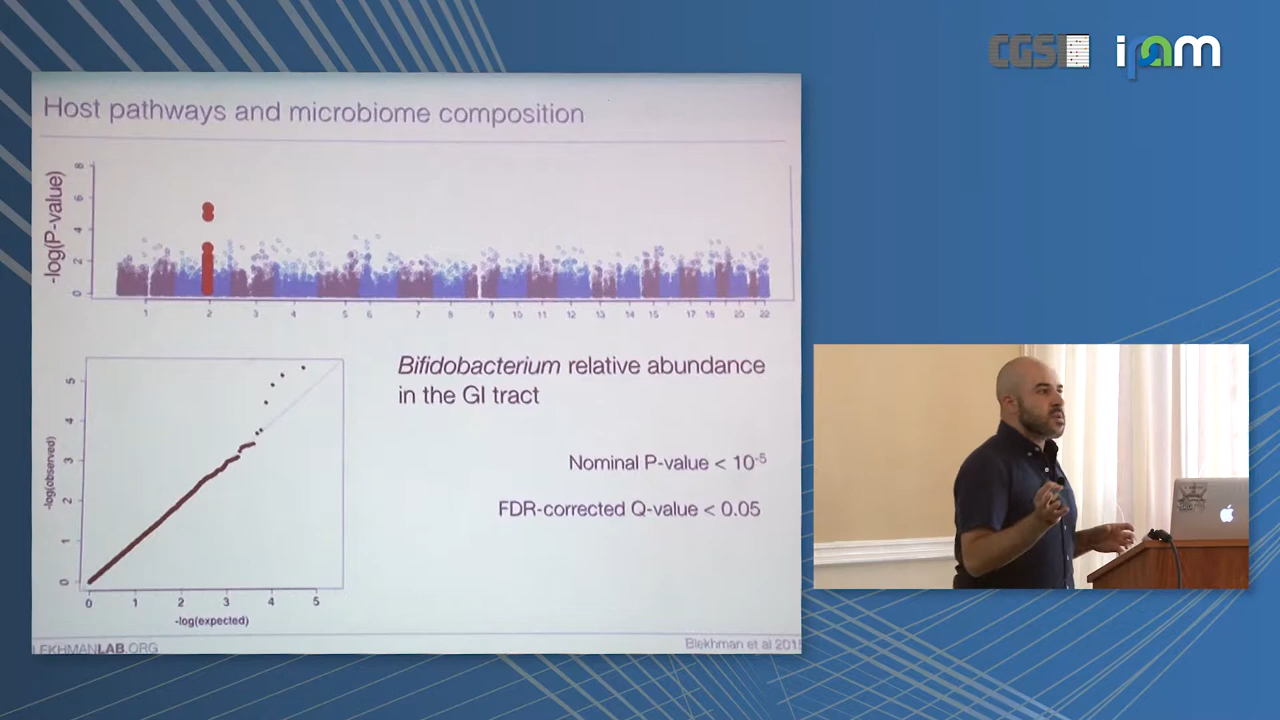 CGSI
ipam
Host pathways and microbiome composition
-log(P-value)
0 2 4 6 8
1 2 3 4 5 6 7 8 9 10 11 12 13 14 15 17 19 20 22
Bifidobacterium relative abundance
in the GI tract
Nominal P-value < 10-5
FDR-corrected Q-value < 0.05
-log(observed)
0 1 2 3 4 5
0 1 2 3 4 5
-log(expected)
LEKHMANLAB.ORG
Blekhman et al 201